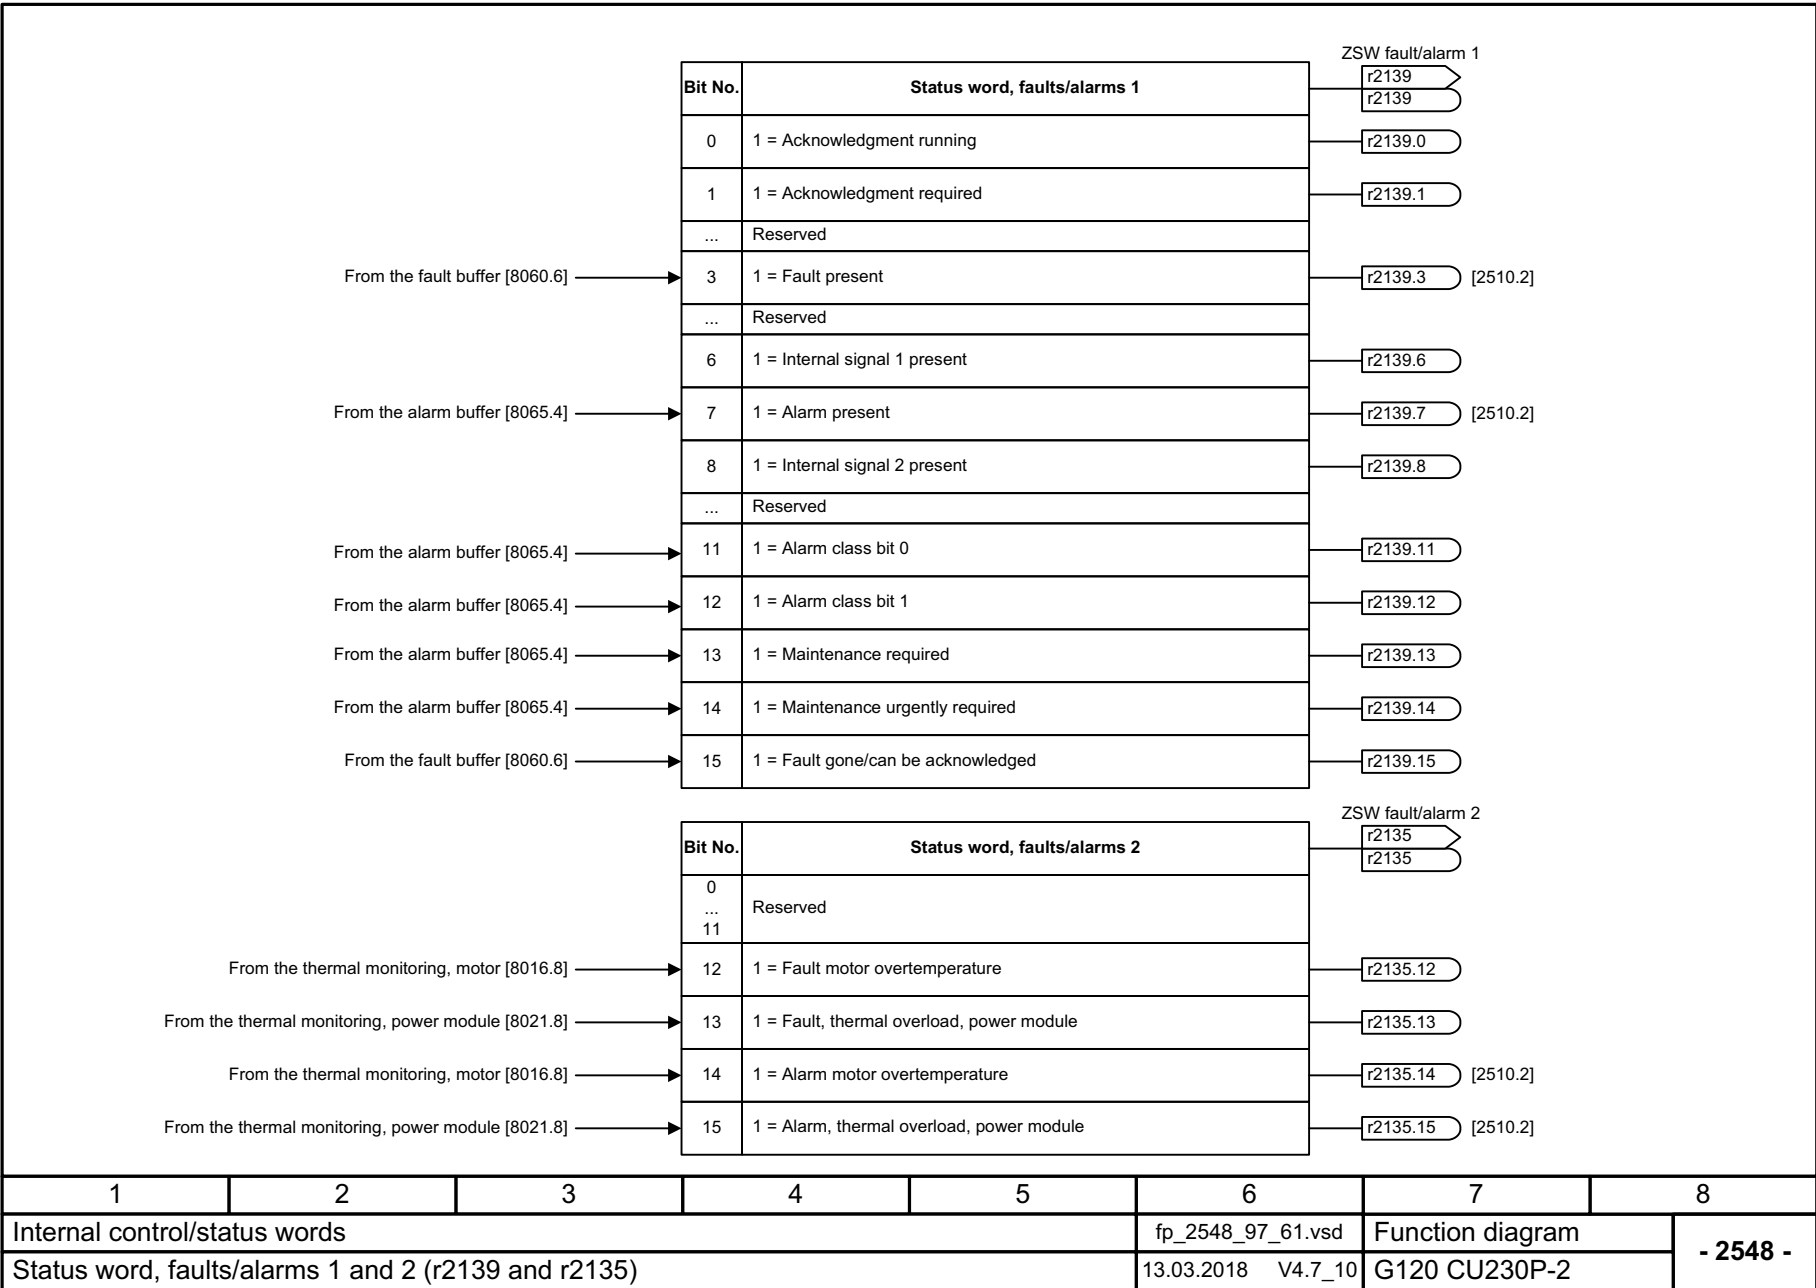 ZSW fault/alarm 1
Bit No. Status word, faults/alarms 1 r2139
r2139
0 1 = Acknowledgment running r2139.0
1 1 = Acknowledgment required r2139.1
... Reserved
From the fault buffer [8060.6] 3 1 = Fault present r2139.3 [2510.2]
... Reserved
6 1 = Internal signal 1 present r2139.6
From the alarm buffer [8065.4] 7 1 = Alarm present r2139.7 [2510.2]
8 1 = Internal signal 2 present r2139.8
... Reserved
From the alarm buffer [8065.4] 11 1 = Alarm class bit 0 r2139.11
From the alarm buffer [8065.4] 12 1 = Alarm class bit 1 r2139.12
From the alarm buffer [8065.4] 13 1 = Maintenance required r2139.13
From the alarm buffer [8065.4] 14 1 = Maintenance urgently required r2139.14
From the fault buffer [8060.6] 15 1 = Fault gone/can be acknowledged r2139.15
ZSW fault/alarm 2
Bit No. Status word, faults/alarms 2 r2135
r2135
0
... Reserved
11
From the thermal monitoring, motor [8016.8] 12 1 = Fault motor overtemperature r2135.12
From the thermal monitoring, power module [8021.8] 13 1 = Fault, thermal overload, power module r2135.13
From the thermal monitoring, motor [8016.8] 14 1 = Alarm motor overtemperature r2135.14 [2510.2]
From the thermal monitoring, power module [8021.8] 15 1 = Alarm, thermal overload, power module r2135.15 [2510.2]
1 2 3 4 5 6 7 8
Internal control/status words fp_2548_97_61.vsd Function diagram - 2548 -
Status word, faults/alarms 1 and 2 (r2139 and r2135) 13.03.2018 V4.7_10 G120 CU230P-2